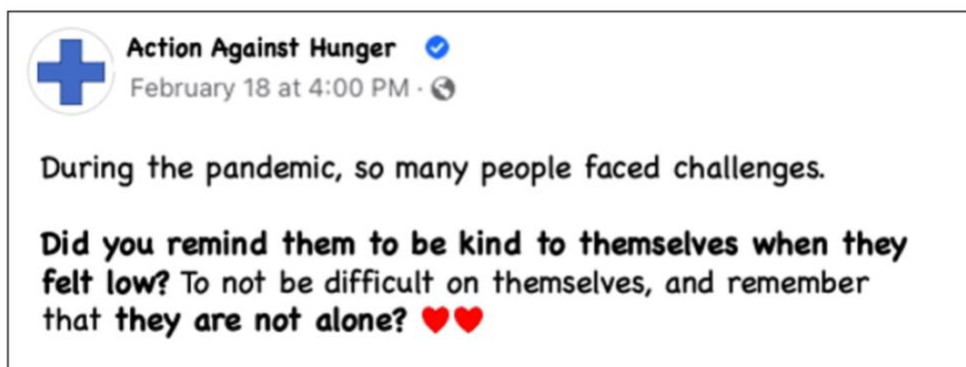 Action Against Hunger
February 18 at 4:00 PM ·
During the pandemic, so many people faced challenges.
Did you remind them to be kind to themselves when they
felt low? To not be difficult on themselves, and remember
that they are not alone? ❤️❤️